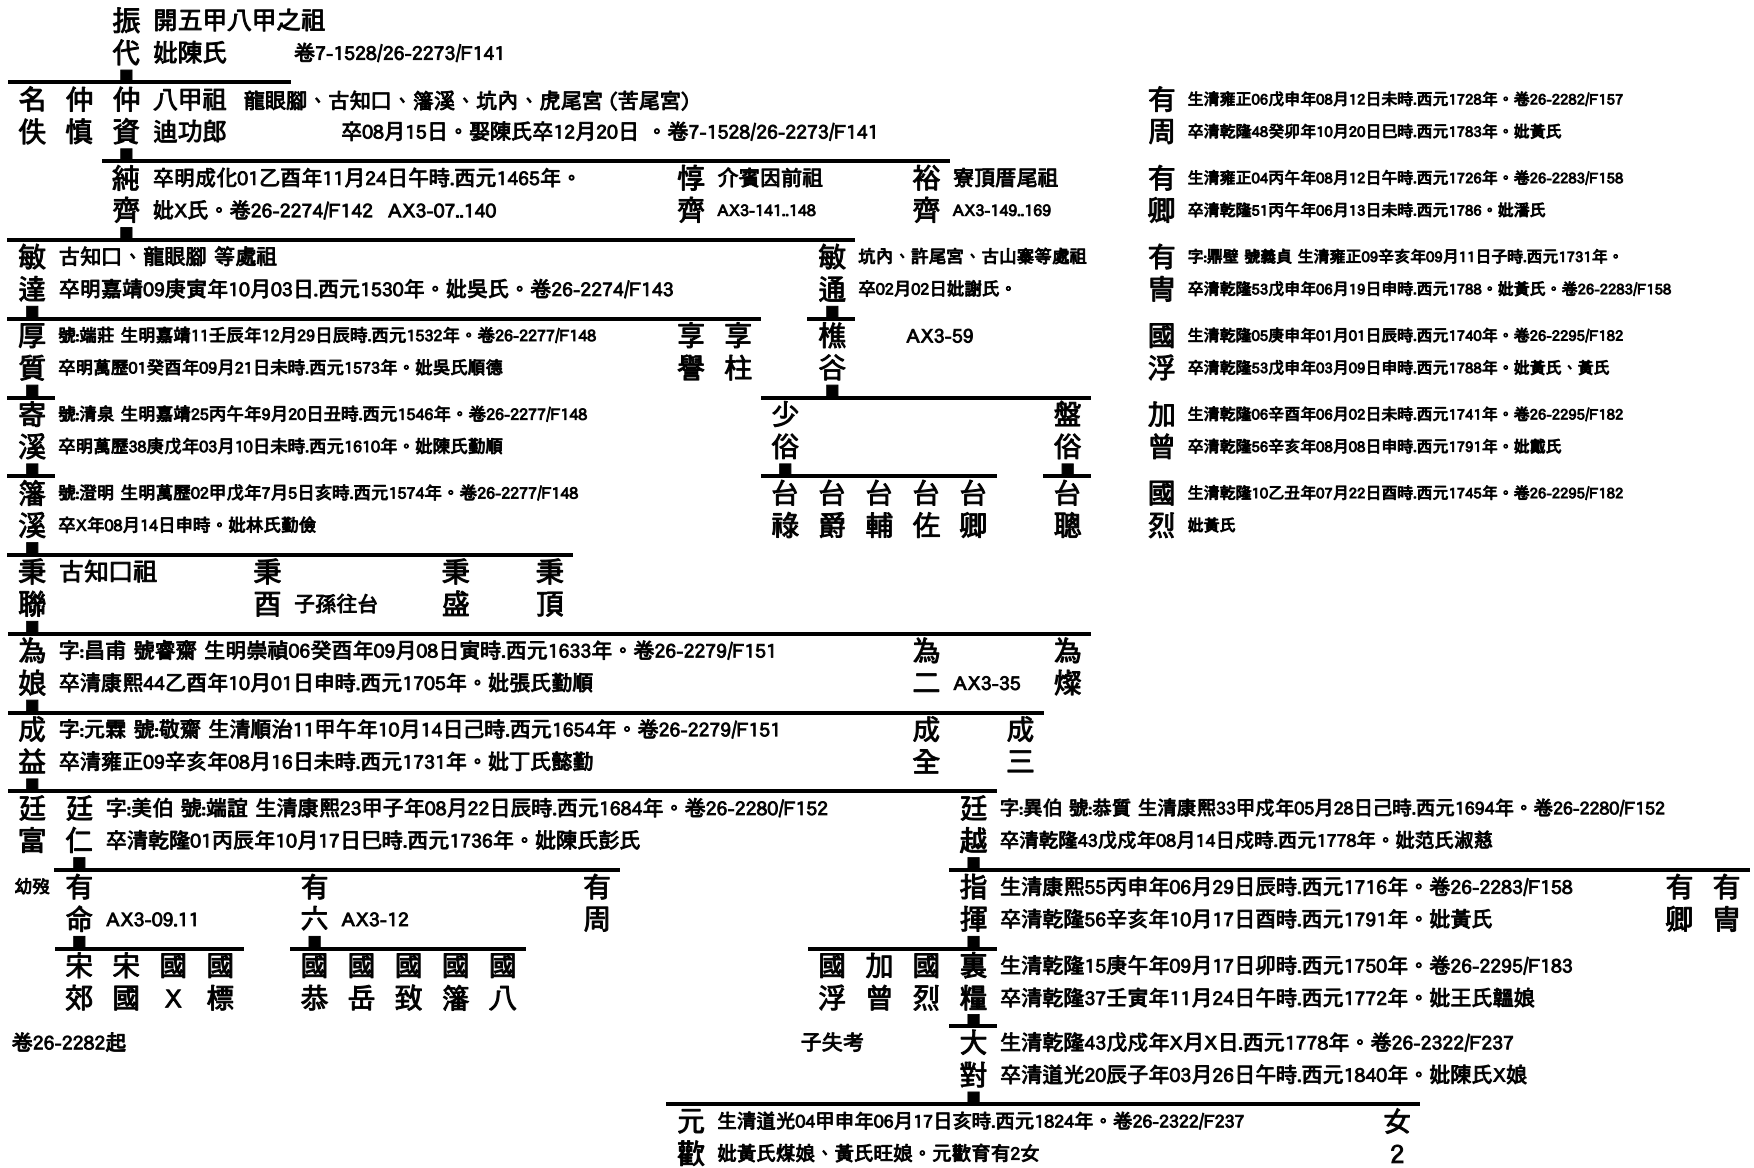 振代 開五甲八甲之祖
妣陳氏 卷7-1528/26-2273/F141
名佚 仲慎 仲資 八甲祖 龍眼腳、古知口、籓溪、坑內、虎尾宮 (苦尾宮)
迪功郎 卒08月15日。娶陳氏卒12月20日 。卷7-1528/26-2273/F141
純齊 卒明成化01乙酉年11月24日午時.西元1465年。
妣X氏。卷26-2274/F142 AX3-07..140
惇齊 介賓因前祖
AX3-141..148
裕齊 寮頂厝尾祖
AX3-149..169
敏達 古知口、龍眼腳 等處祖
卒明嘉靖09庚寅年10月03日.西元1530年。妣吳氏。卷26-2274/F143
敏通 坑內、許尾宮、古山寨等處祖
卒02月02日妣謝氏。
厚質 號:端莊 生明嘉靖11壬辰年12月29日辰時.西元1532年。卷26-2277/F148
卒明萬歷01癸酉年09月21日未時.西元1573年。妣吳氏順德
享譽 享柱 樵谷 AX3-59
寄溪 號:清泉 生明嘉靖25丙午年9月20日丑時.西元1546年。卷26-2277/F148
卒明萬歷38庚戊年03月10日未時.西元1610年。妣陳氏勤順
少俗 盤俗
籓溪 號:澄明 生明萬歷02甲戊年7月5日亥時.西元1574年。卷26-2277/F148
卒X年08月14日申時。妣林氏勤儉
台祿 台爵 台輔 台佐 台卿 台聰
秉聯 古知口祖 秉酉 子孫往台 秉盛 秉頂
為娘 字:昌甫 號睿齋 生明崇禎06癸酉年09月08日寅時.西元1633年。卷26-2279/F151
卒清康熙44乙酉年10月01日申時.西元1705年。妣張氏勤順
為二 AX3-35 為燦
成益 字:元霖 號:敬齋 生清順治11甲午年10月14日己時.西元1654年。卷26-2279/F151
卒清雍正09辛亥年08月16日未時.西元1731年。妣丁氏懿勤
成全 成三
廷富 廷仁 字:美伯 號:端誼 生清康熙23甲子年08月22日辰時.西元1684年。卷26-2280/F152
卒清乾隆01丙辰年10月17日巳時.西元1736年。妣陳氏彭氏
廷越 字:異伯 號:恭質 生清康熙33甲戍年05月28日己時.西元1694年。卷26-2280/F152
卒清乾隆43戊戍年08月14日戍時.西元1778年。妣范氏淑慈
幼歿 有命 AX3-09.11 有六 AX3-12 有周
指揮 生清康熙55丙申年06月29日辰時.西元1716年。卷26-2283/F158
卒清乾隆56辛亥年10月17日酉時.西元1791年。妣黃氏
有卿 有冑
宋郊 宋國 國X 國標 國恭 國岳 國致 國籓 國八
國浮 加曾 國烈 裏糧 生清乾隆15庚午年09月17日卯時.西元1750年。卷26-2295/F183
卒清乾隆37壬寅年11月24日午時.西元1772年。妣王氏韞娘
卷26-2282起 子失考
大對 生清乾隆43戊戍年X月X日.西元1778年。卷26-2322/F237
卒清道光20辰子年03月26日午時.西元1840年。妣陳氏X娘
元歡 生清道光04甲申年06月17日亥時.西元1824年。卷26-2322/F237
妣黃氏煤娘、黃氏旺娘。元歡育有2女
女2
有周 生清雍正06戊申年08月12日未時.西元1728年。卷26-2282/F157
卒清乾隆48癸卯年10月20日巳時.西元1783年。妣黃氏
有卿 生清雍正04丙午年08月12日午時.西元1726年。卷26-2283/F158
卒清乾隆51丙午年06月13日未時.西元1786。妣潘氏
有冑 字:鼎璧 號義貞 生清雍正09辛亥年09月11日子時.西元1731年。
卒清乾隆53戊申年06月19日申時.西元1788。妣黃氏。卷26-2283/F158
國浮 生清乾隆05庚申年01月01日辰時.西元1740年。卷26-2295/F182
卒清乾隆53戊申年03月09日申時.西元1788年。妣黃氏、黃氏
加曾 生清乾隆06辛酉年06月02日未時.西元1741年。卷26-2295/F182
卒清乾隆56辛亥年08月08日申時.西元1791年。妣戴氏
國烈 生清乾隆10乙丑年07月22日酉時.西元1745年。卷26-2295/F182
妣黃氏